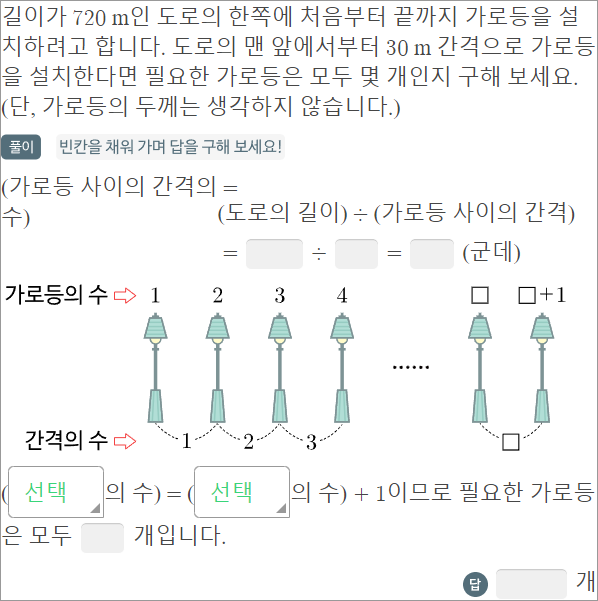 길이가 720 m인 도로의 한쪽에 처음부터 끝까지 가로등을 설
치하려고 합니다. 도로의 맨 앞에서부터 30 m 간격으로 가로등
을 설치한다면 필요한 가로등은 모두 몇 개인지 구해 보세요.
(단, 가로등의 두께는 생각하지 않습니다.)
풀이 빈칸을 채워 가며 답을 구해 보세요!
(가로등 사이의 간격의 =
수)
(도로의 길이) ÷ (가로등 사이의 간격)
= ÷ = (군데)
가로등의 수 ⇨ 1 2 3 4 □ □+1
······
간격의 수 ⇨ 1 2 3 □
(선택의 수) = (선택의 수) + 1이므로 필요한 가로등
은 모두 개입니다.
답 개